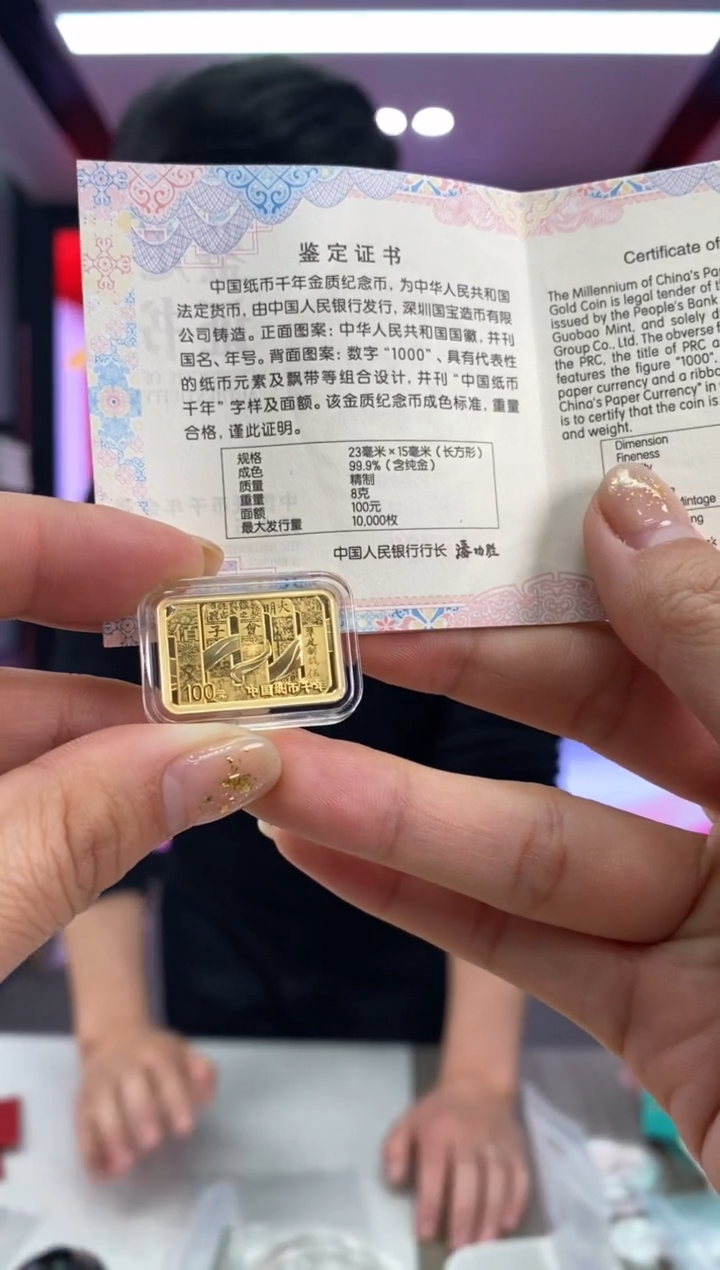 鉴定证书
中国纸币千年金质纪念币，为中华人民共和国
法定货币，由中国人民银行发行，深圳国宝造币有限
公司铸造。正面图案：中华人民共和国国徽，并刊
国名、年号。背面图案：数字“1000”、具有代表性
的纸币元素及飘带等组合设计，并刊“中国纸币
千年”字样及面额。该金质纪念币成色标准，重量
合格，谨此证明。
规格 23毫米×15毫米（长方形）
成色 99.9%（含纯金）
质量 精制
重量 8克
面额 100元
最大发行量 10,000枚
中国人民银行行长 潘功胜
Certificate of
The Millennium of China's Pa
Gold Coin is legal tender of t
issued by the People's Bank
Guobao Mint, and solely d
Group Co., Ltd. The obverse f
the PRC, the title of PRC a
features the figure "1000".
paper currency and a ribbo
China's Paper Currency" in
is to certify that the coin is
and weight.
Dimension
Fineness
Mintage
100元 中国纸币千年